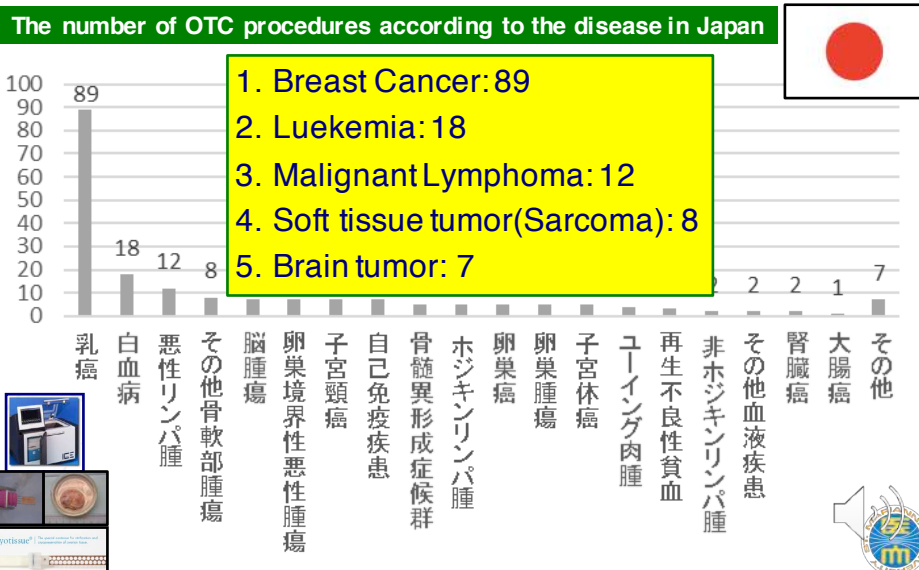 The number of OTC procedures according to the disease in Japan
1. Breast Cancer: 89
2. Luekemia: 18
3. Malignant Lymphoma: 12
4. Soft tissue tumor(Sarcoma): 8
5. Brain tumor: 7
100
90
80
70
60
50
40
30
20
10
0
89
18
12
8
2
2
2
1
7
乳癌
白血病
悪性リンパ腫
その他骨軟部腫瘍
脳腫瘍
卵巣境界性悪性腫瘍
子宮頸癌
自己免疫疾患
骨髄異形成症候群
ホジキンリンパ腫
卵巣癌
卵巣腫瘍
子宮体癌
ユーイング肉腫
再生不良性貧血
非ホジキンリンパ腫
その他血液疾患
腎臓癌
大腸癌
その他
ICE